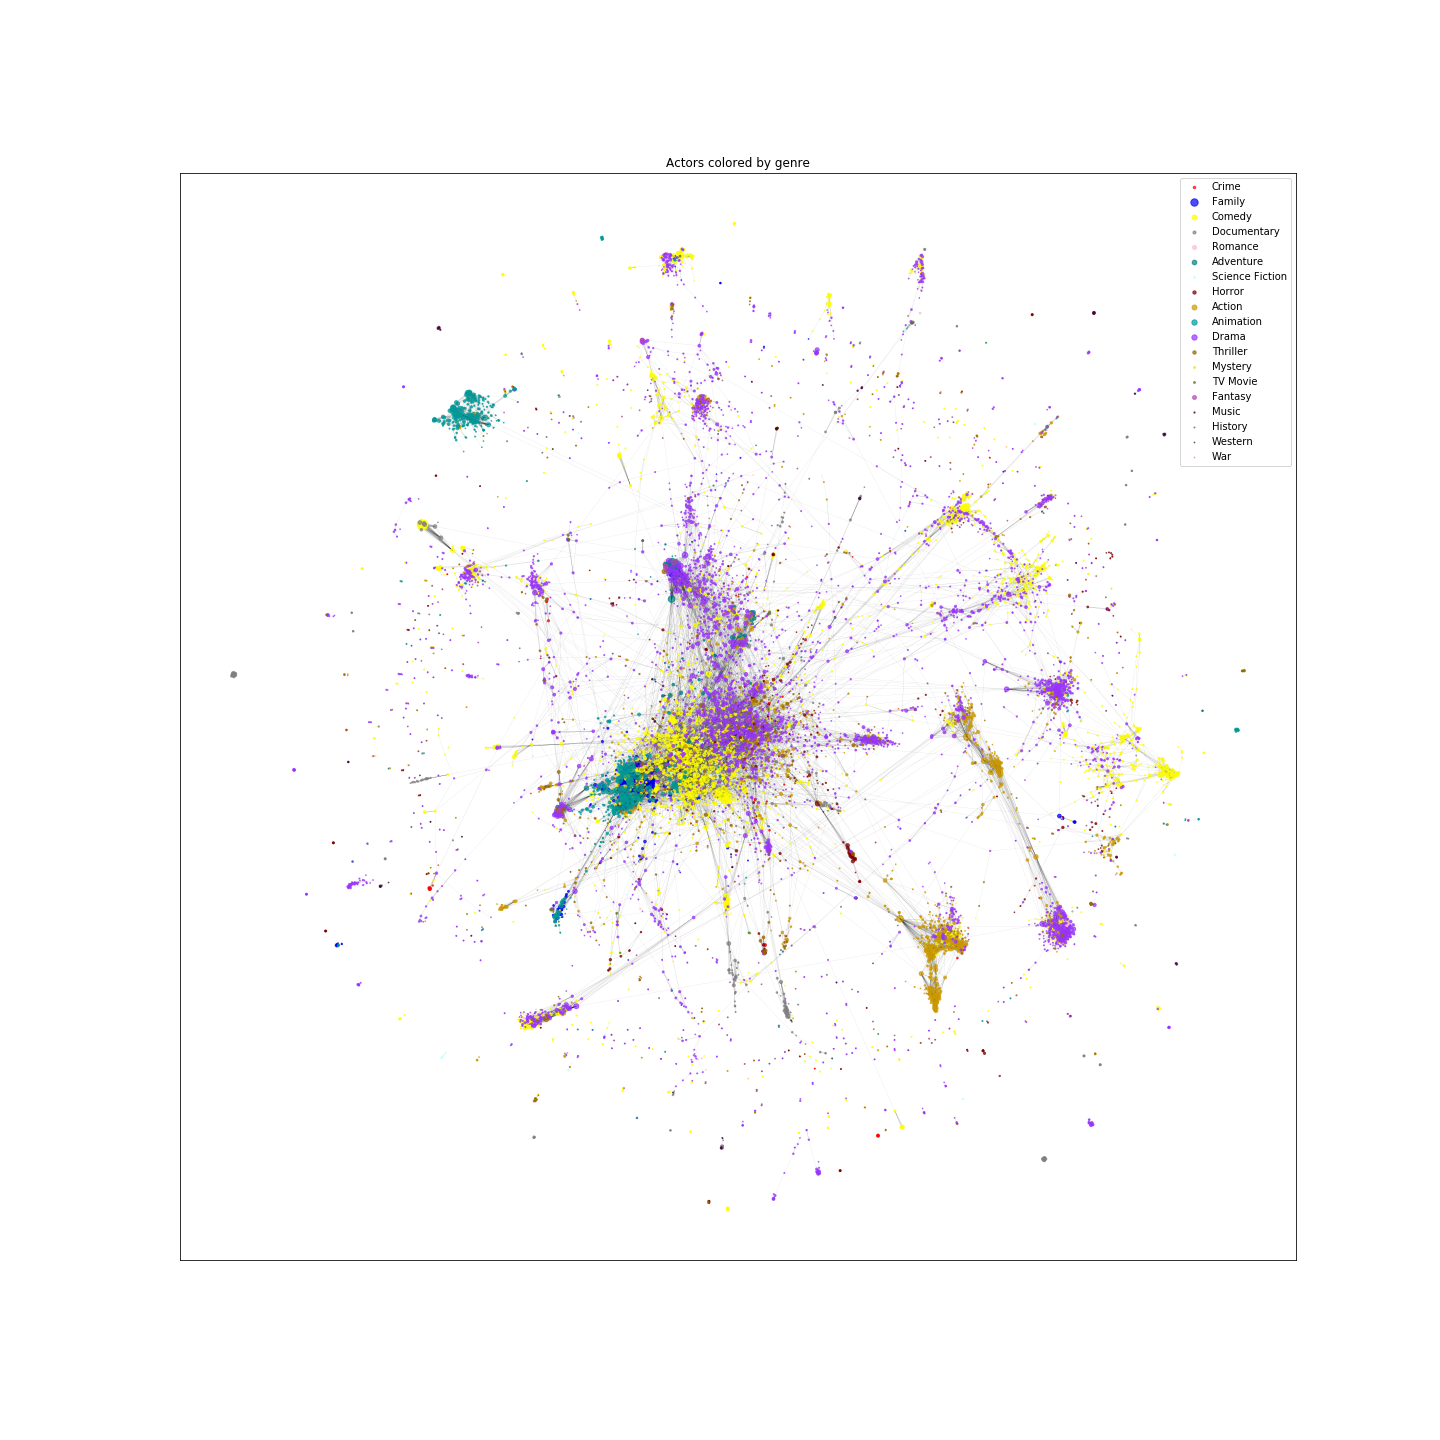 Actors colored by genre
Crime
Family
Comedy
Documentary
Romance
Adventure
Science Fiction
Horror
Action
Animation
Drama
Thriller
Mystery
TV Movie
Fantasy
Music
History
Western
War